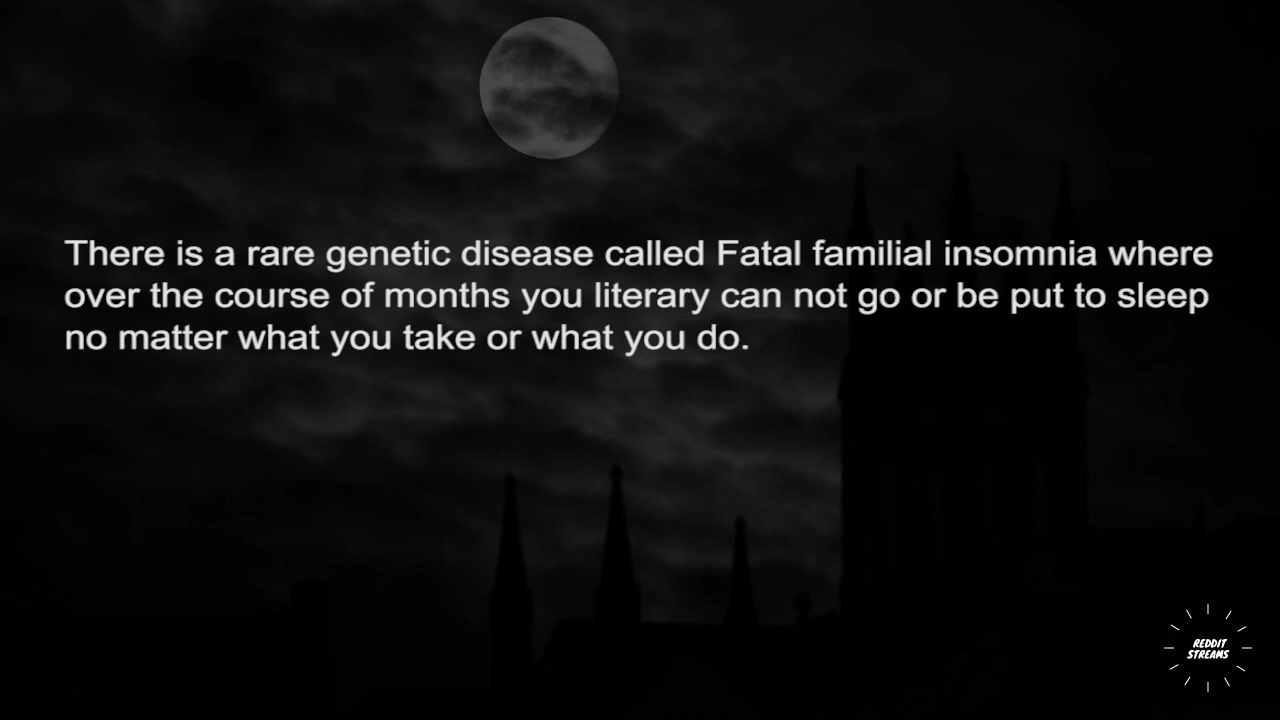 There is a rare genetic disease called Fatal familial insomnia where
over the course of months you literary can not go or be put to sleep
no matter what you take or what you do.
REDDIT
STREAMS